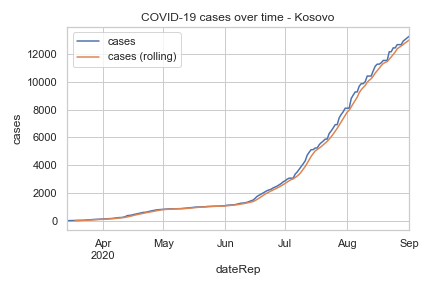 COVID-19 cases over time - Kosovo
cases
cases (rolling)
12000
10000
8000
6000
4000
2000
0
cases
Apr
2020
May
Jun
Jul
Aug
Sep
dateRep